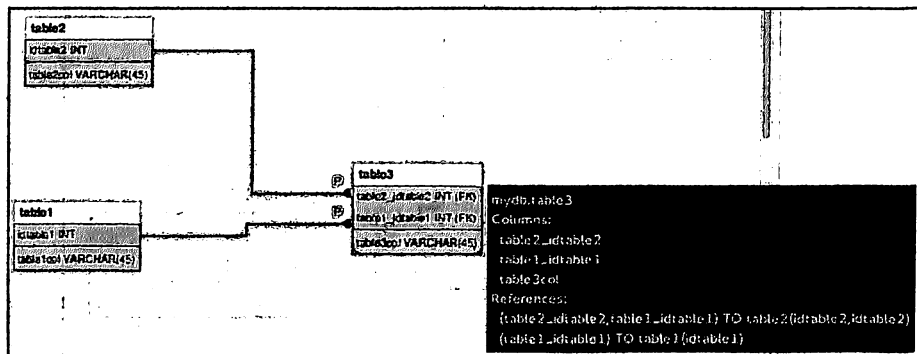 table2
idtable2 INT
table2col VARCHAR(45)
table1
idtable1 INT
table1col VARCHAR(45)
P
P
table3
table2_idtable2 INT (FK)
table1_idtable1 INT (FK)
table3col VARCHAR(45)
mydb.table3
Columns:
table2_idtable2
table1_idtable1
table3col
References:
(table2_idtable2,table1_idtable1) TO table2(idtable2,idtable2)
(table1_idtable1) TO table1(idtable1)